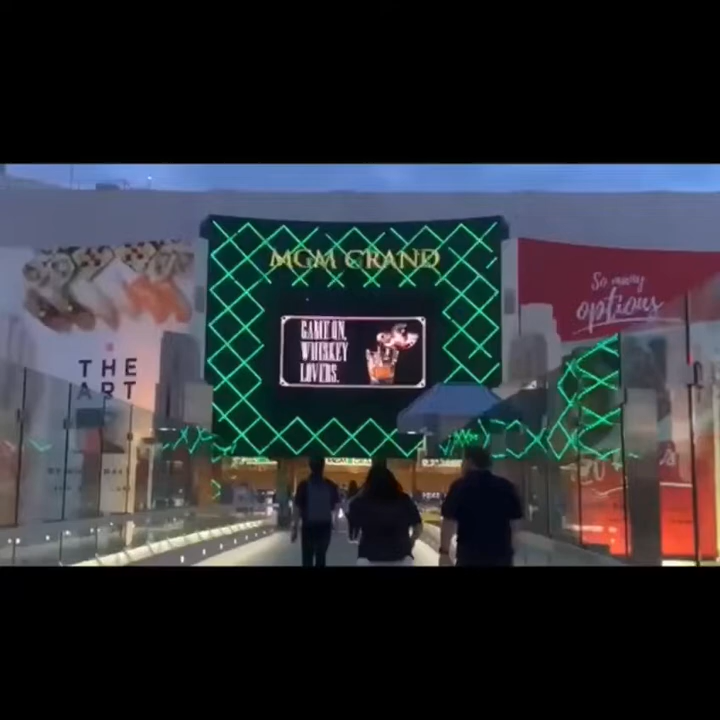 MGM GRAND
GAME ON,
WHISKEY
LOVERS.
THE
ART
So many
options